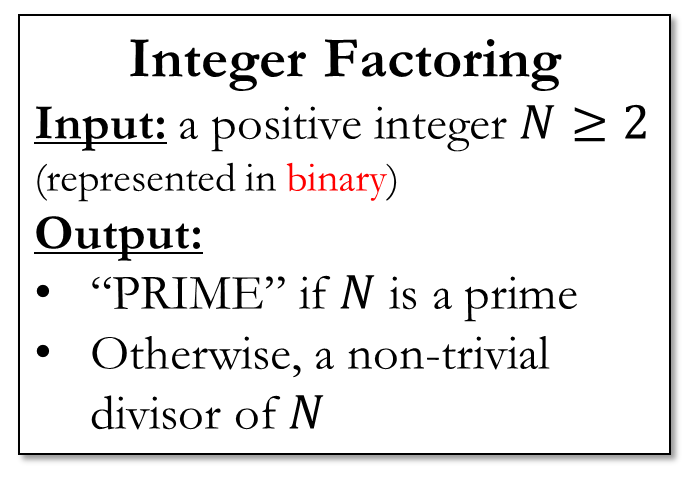 Integer Factoring
Input: a positive integer N ≥ 2
(represented in binary)
Output:
• “PRIME” if N is a prime
• Otherwise, a non-trivial
divisor of N